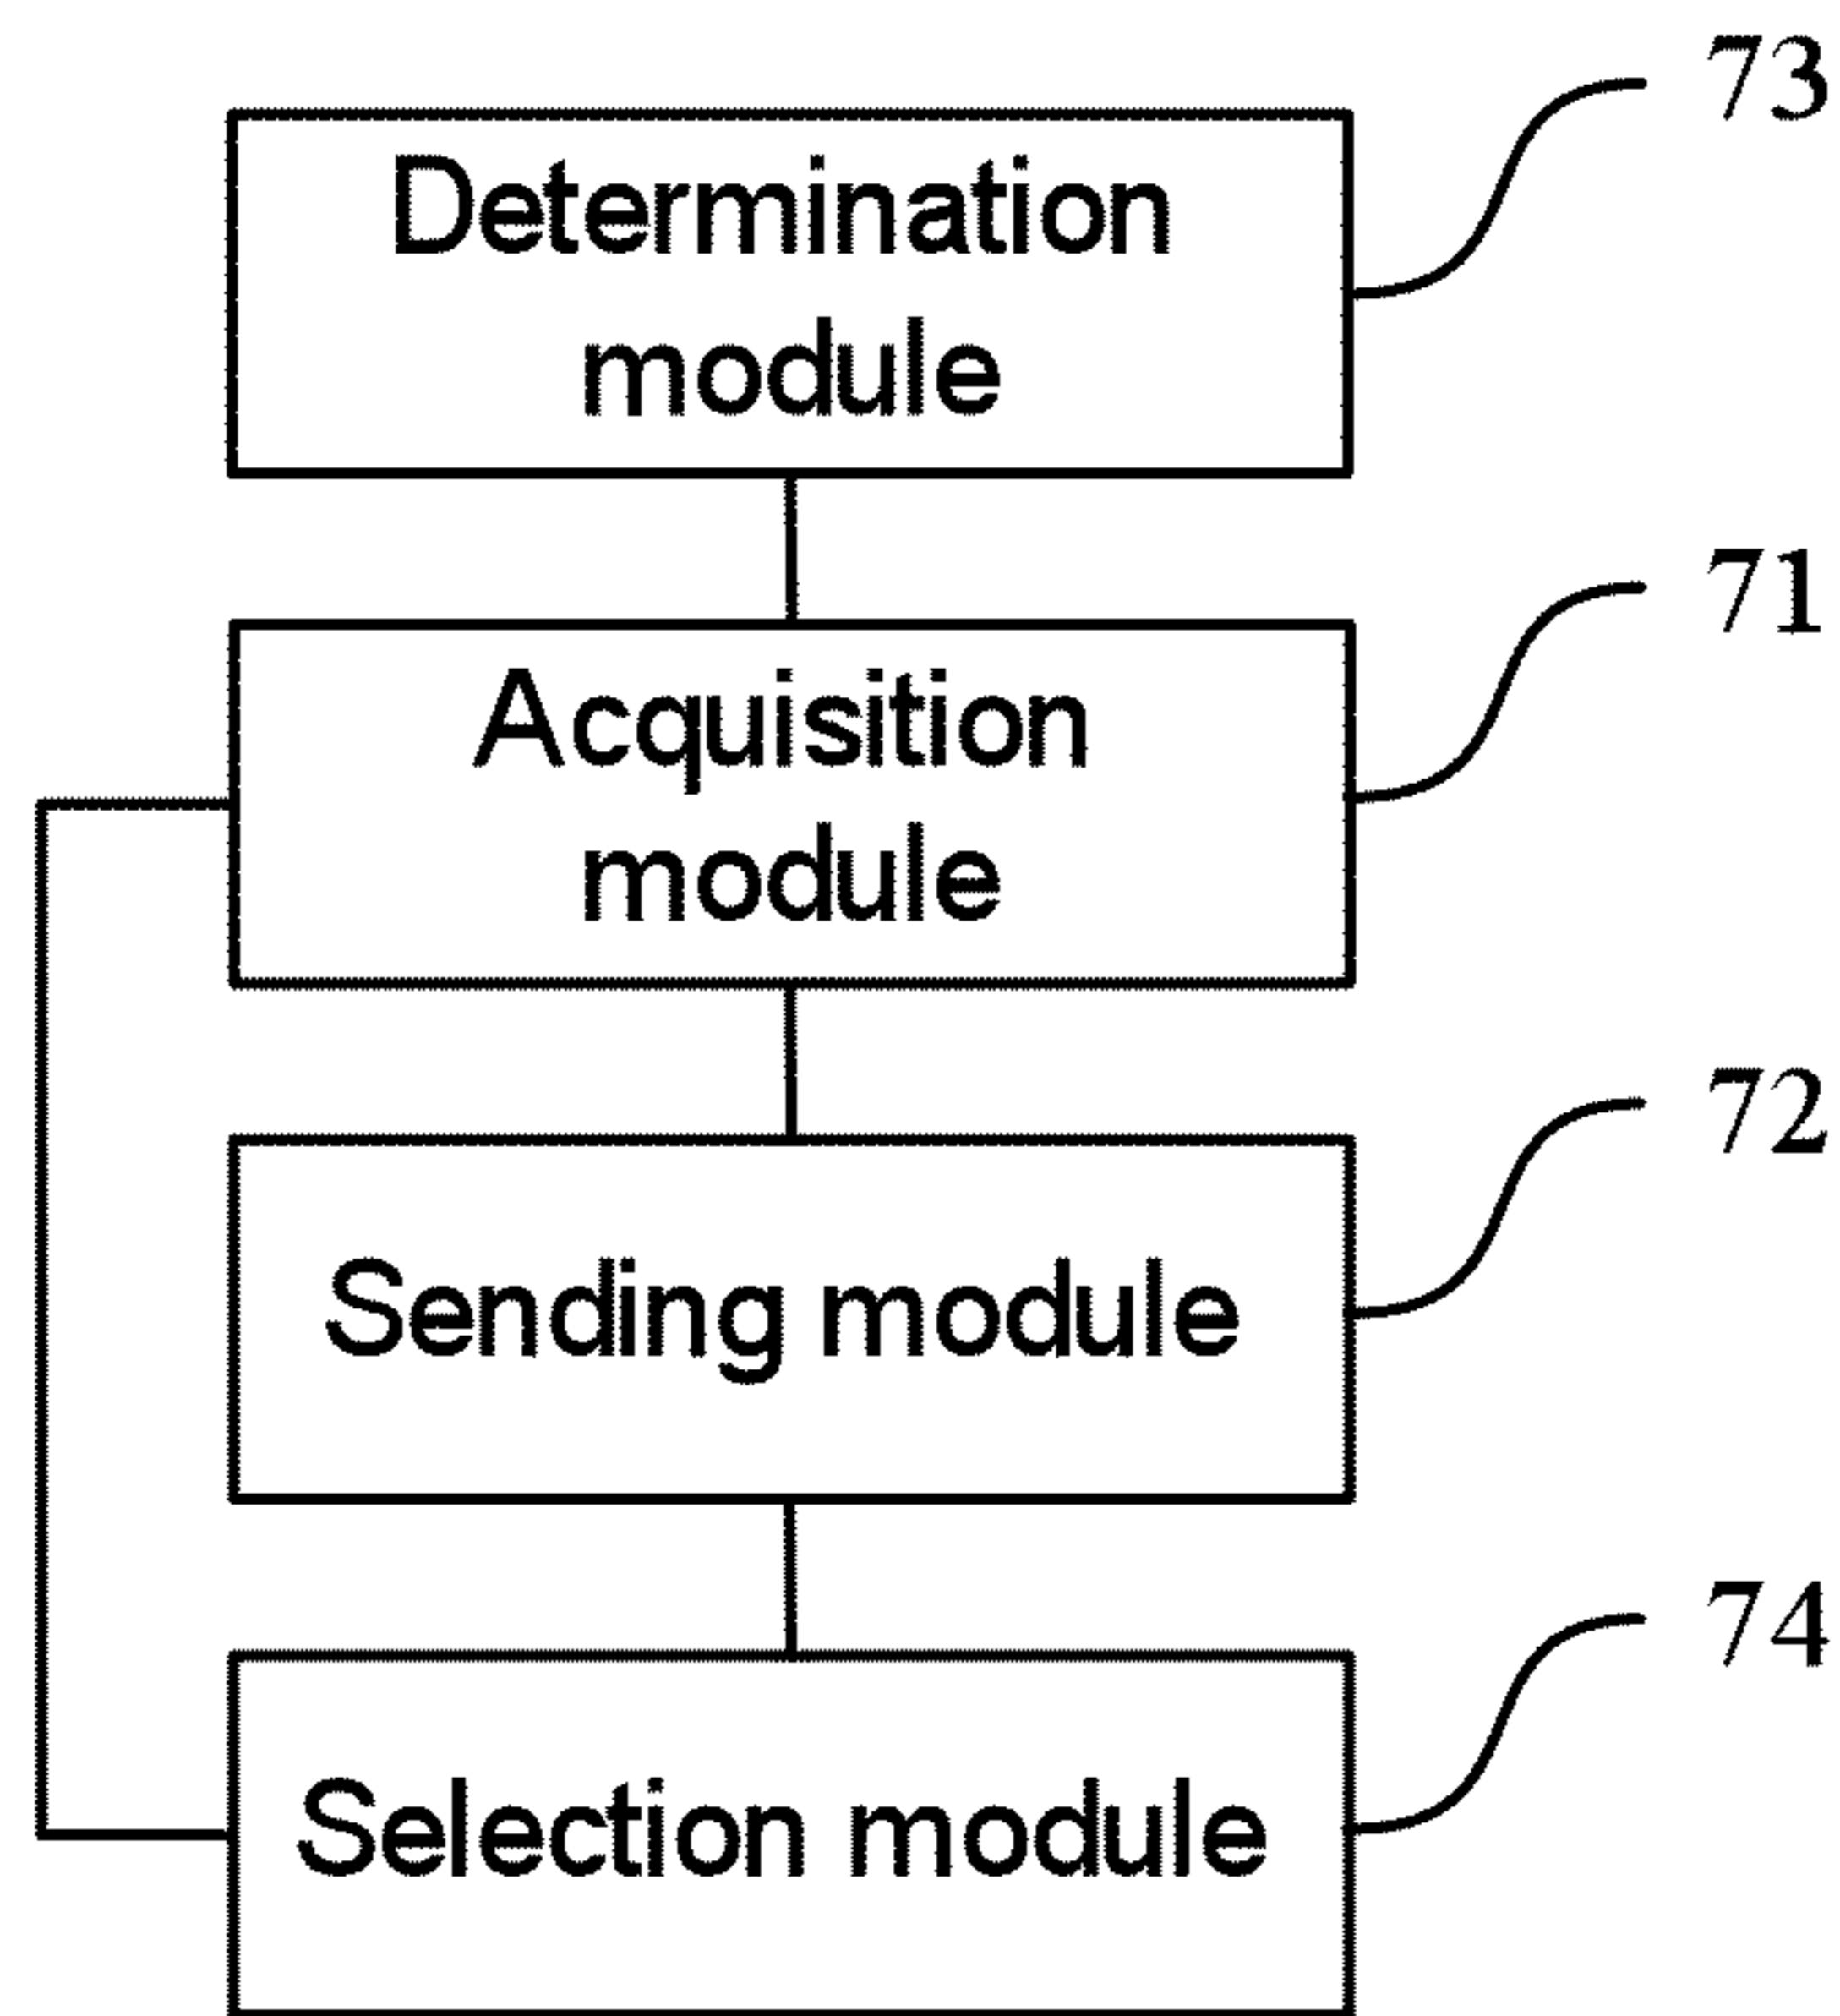 73
Determination
module
71
Acquisition
module
72
Sending module
74
Selection module